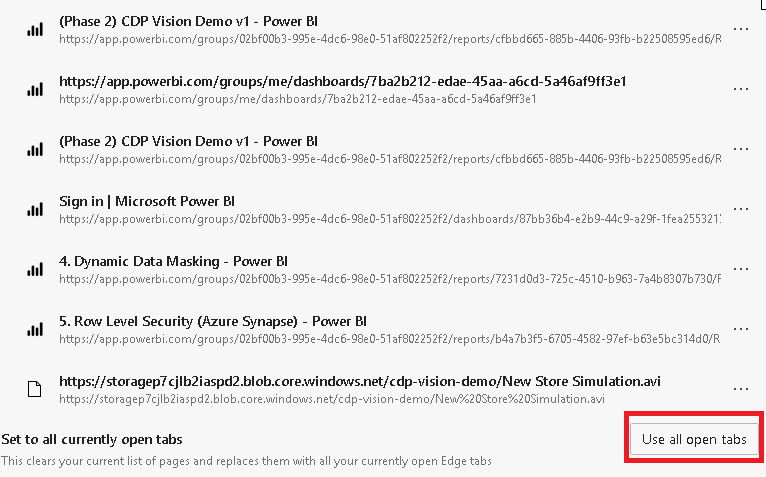 (Phase 2) CDP Vision Demo v1 - Power BI
https://app.powerbi.com/groups/02bf00b3-995e-4dc6-98e0-51af802252f2/reports/cfbbd665-885b-4406-93fb-b22508595ed6/R
https://app.powerbi.com/groups/me/dashboards/7ba2b212-edae-45aa-a6cd-5a46af9ff3e1
https://app.powerbi.com/groups/me/dashboards/7ba2b212-edae-45aa-a6cd-5a46af9ff3e1
(Phase 2) CDP Vision Demo v1 - Power BI
https://app.powerbi.com/groups/02bf00b3-995e-4dc6-98e0-51af802252f2/reports/cfbbd665-885b-4406-93fb-b22508595ed6/R
Sign in | Microsoft Power BI
https://app.powerbi.com/groups/02bf00b3-995e-4dc6-98e0-51af802252f2/dashboards/87bb36b4-e2b9-44c9-a29f-1fea255321
4. Dynamic Data Masking - Power BI
https://app.powerbi.com/groups/02bf00b3-995e-4dc6-98e0-51af802252f2/reports/7231d0d3-725c-4510-b963-7a4b8307b730/F
5. Row Level Security (Azure Synapse) - Power BI
https://app.powerbi.com/groups/02bf00b3-995e-4dc6-98e0-51af802252f2/reports/b4a7b3f5-6705-4582-97ef-b63e5bc314d0/R
https://storagep7cjlb2iaspd2.blob.core.windows.net/cdp-vision-demo/New Store Simulation.avi
https://storagep7cjlb2iaspd2.blob.core.windows.net/cdp-vision-demo/New%20Store%20Simulation.avi
Set to all currently open tabs
Use all open tabs
This clears your current list of pages and replaces them with all your currently open Edge tabs